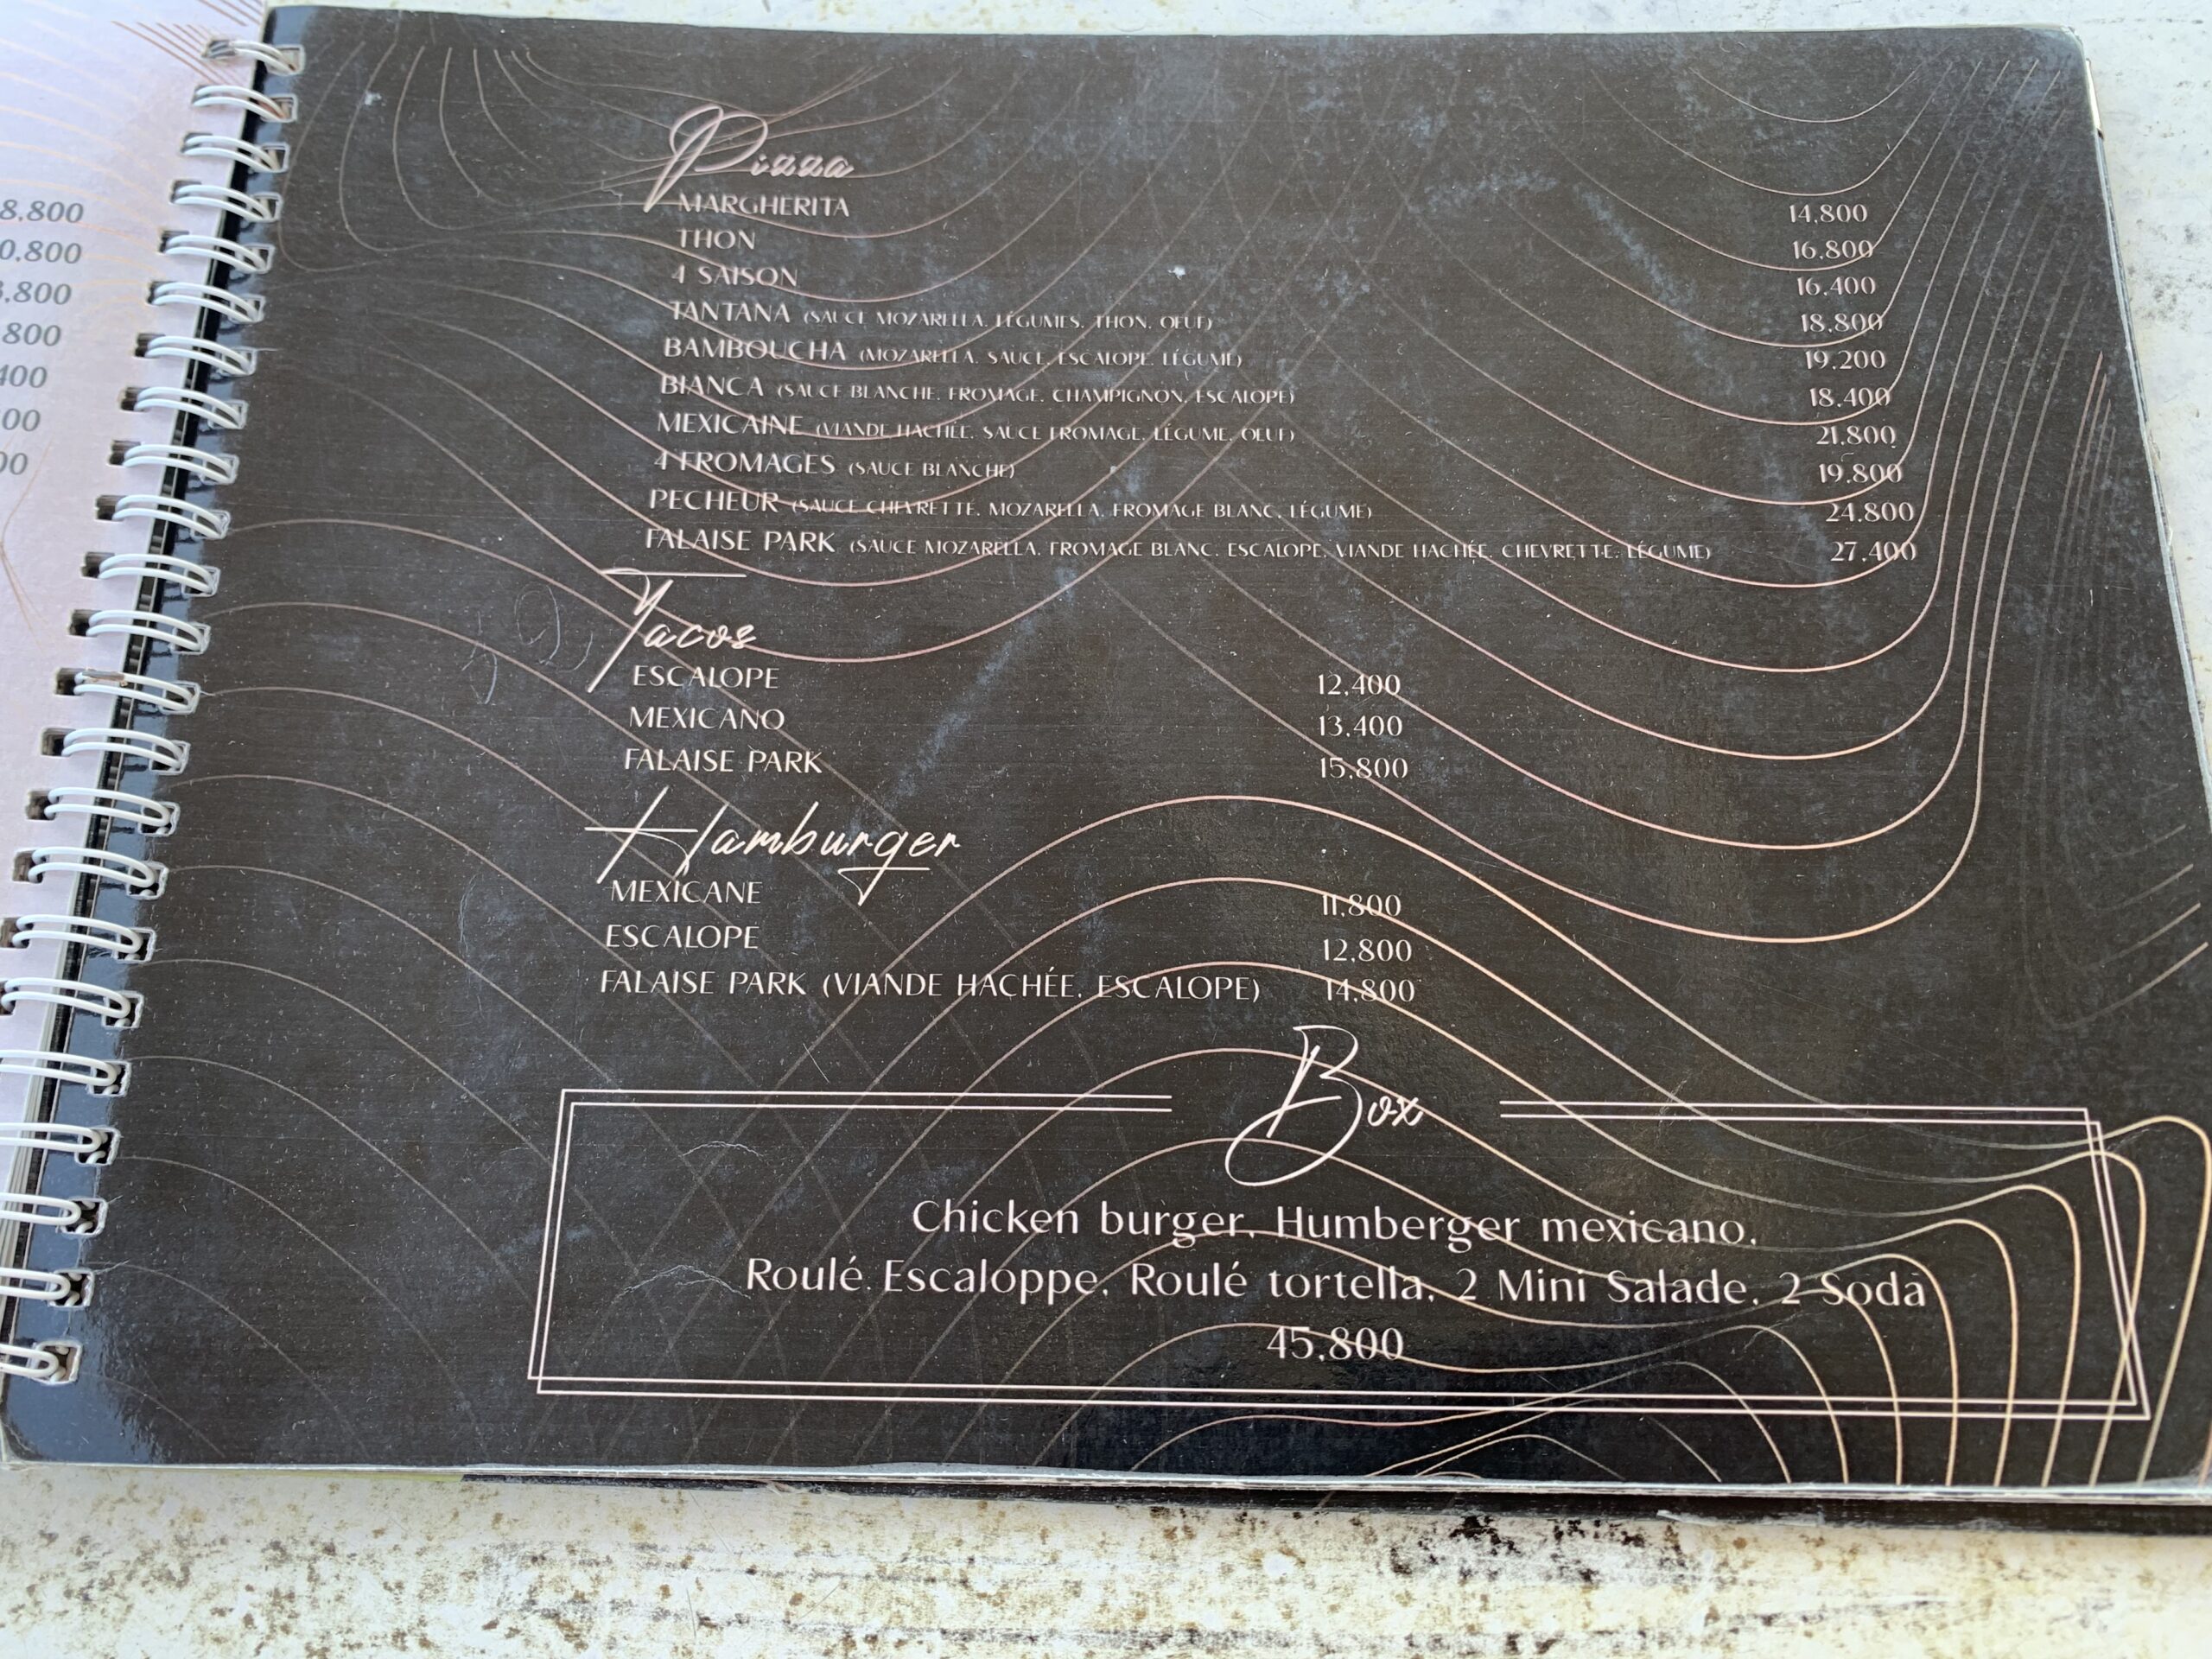 Pizza
MARGHERITA 14,800
THON 16,800
4 SAISON 16,400
TANTANA (SAUCE MOZARELLA, LÉGUMES, THON, OEUF) 18,800
BAMBOUCHA (MOZARELLA, SAUCE, ESCALOPE, LÉGUME) 19,200
BIANCA (SAUCE BLANCHE, FROMAGE, CHAMPIGNON, ESCALOPE) 18,400
MEXICAINE (VIANDE HACHÉE, SAUCE FROMAGE, LÉGUME, OEUF) 21,800
4 FROMAGES (SAUCE BLANCHE) 19,800
PECHEUR (SAUCE CHEVRETTE, MOZARELLA, FROMAGE BLANC, LÉGUME) 24,800
FALAISE PARK (SAUCE MOZARELLA, FROMAGE BLANC, ESCALOPE, VIANDE HACHÉE, CHEVRETTE, LÉGUME) 27,400
Tacos
ESCALOPE 12,400
MEXICANO 13,400
FALAISE PARK 15,800
Hamburger
MEXICANE 11,800
ESCALOPE 12,800
FALAISE PARK (VIANDE HACHÉE, ESCALOPE) 14,800
Box
Chicken burger, Humberger mexicano,
Roulé Escaloppe, Roulé tortella, 2 Mini Salade, 2 Soda
45,800